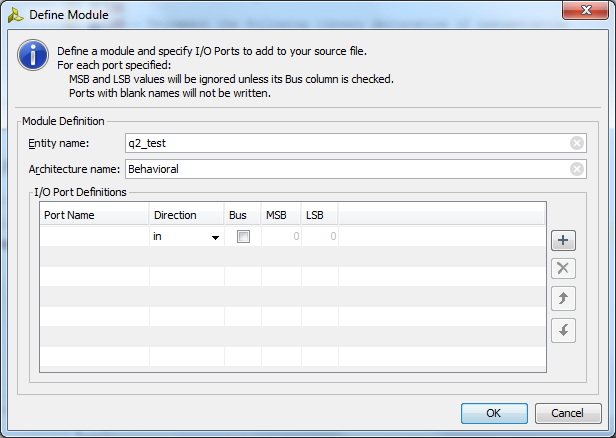 Define Module
Define a module and specify I/O Ports to add to your source file.
For each port specified:
MSB and LSB values will be ignored unless its Bus column is checked.
Ports with blank names will not be written.
Module Definition
Entity name: q2_test
Architecture name: Behavioral
I/O Port Definitions
Port Name Direction Bus MSB LSB
in 0 0
OK Cancel